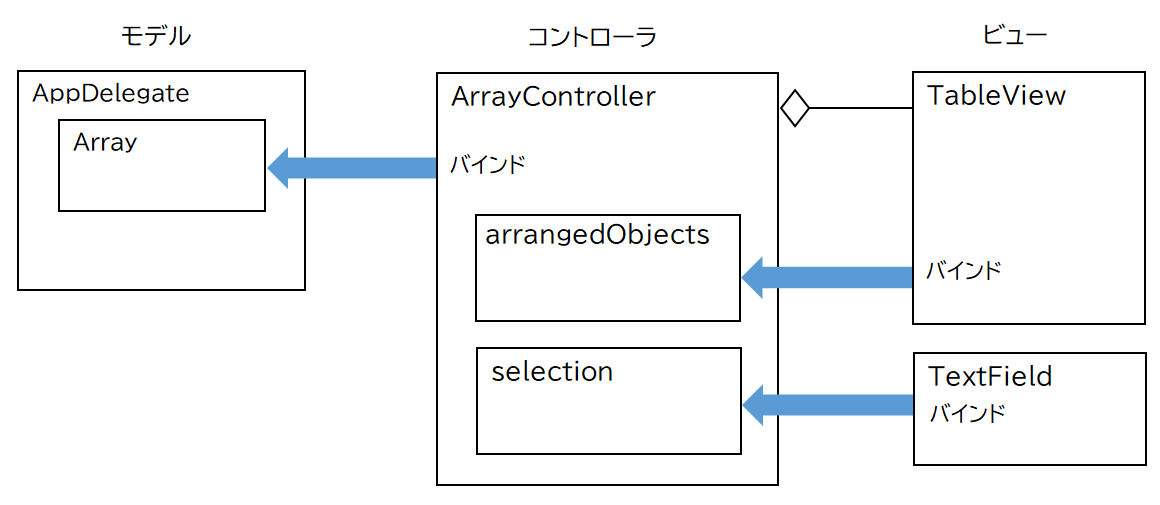 モデル
コントローラ
ビュー
AppDelegate
Array
ArrayController
バインド
arrangedObjects
selection
TableView
バインド
TextField
バインド